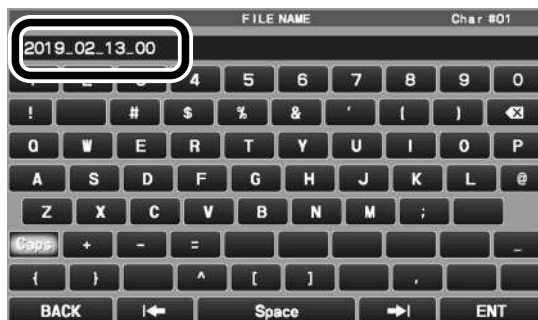 FILE NAME Char #01
2019_02_13_00
4 5 6 7 8 9 0
! # $ % & ' ( )
Q W E R T Y U I O P
A S D F G H J K L @
Z X C V B N M ;
Caps + - = _
{ } ^ [ ] ,
BACK Space ENT